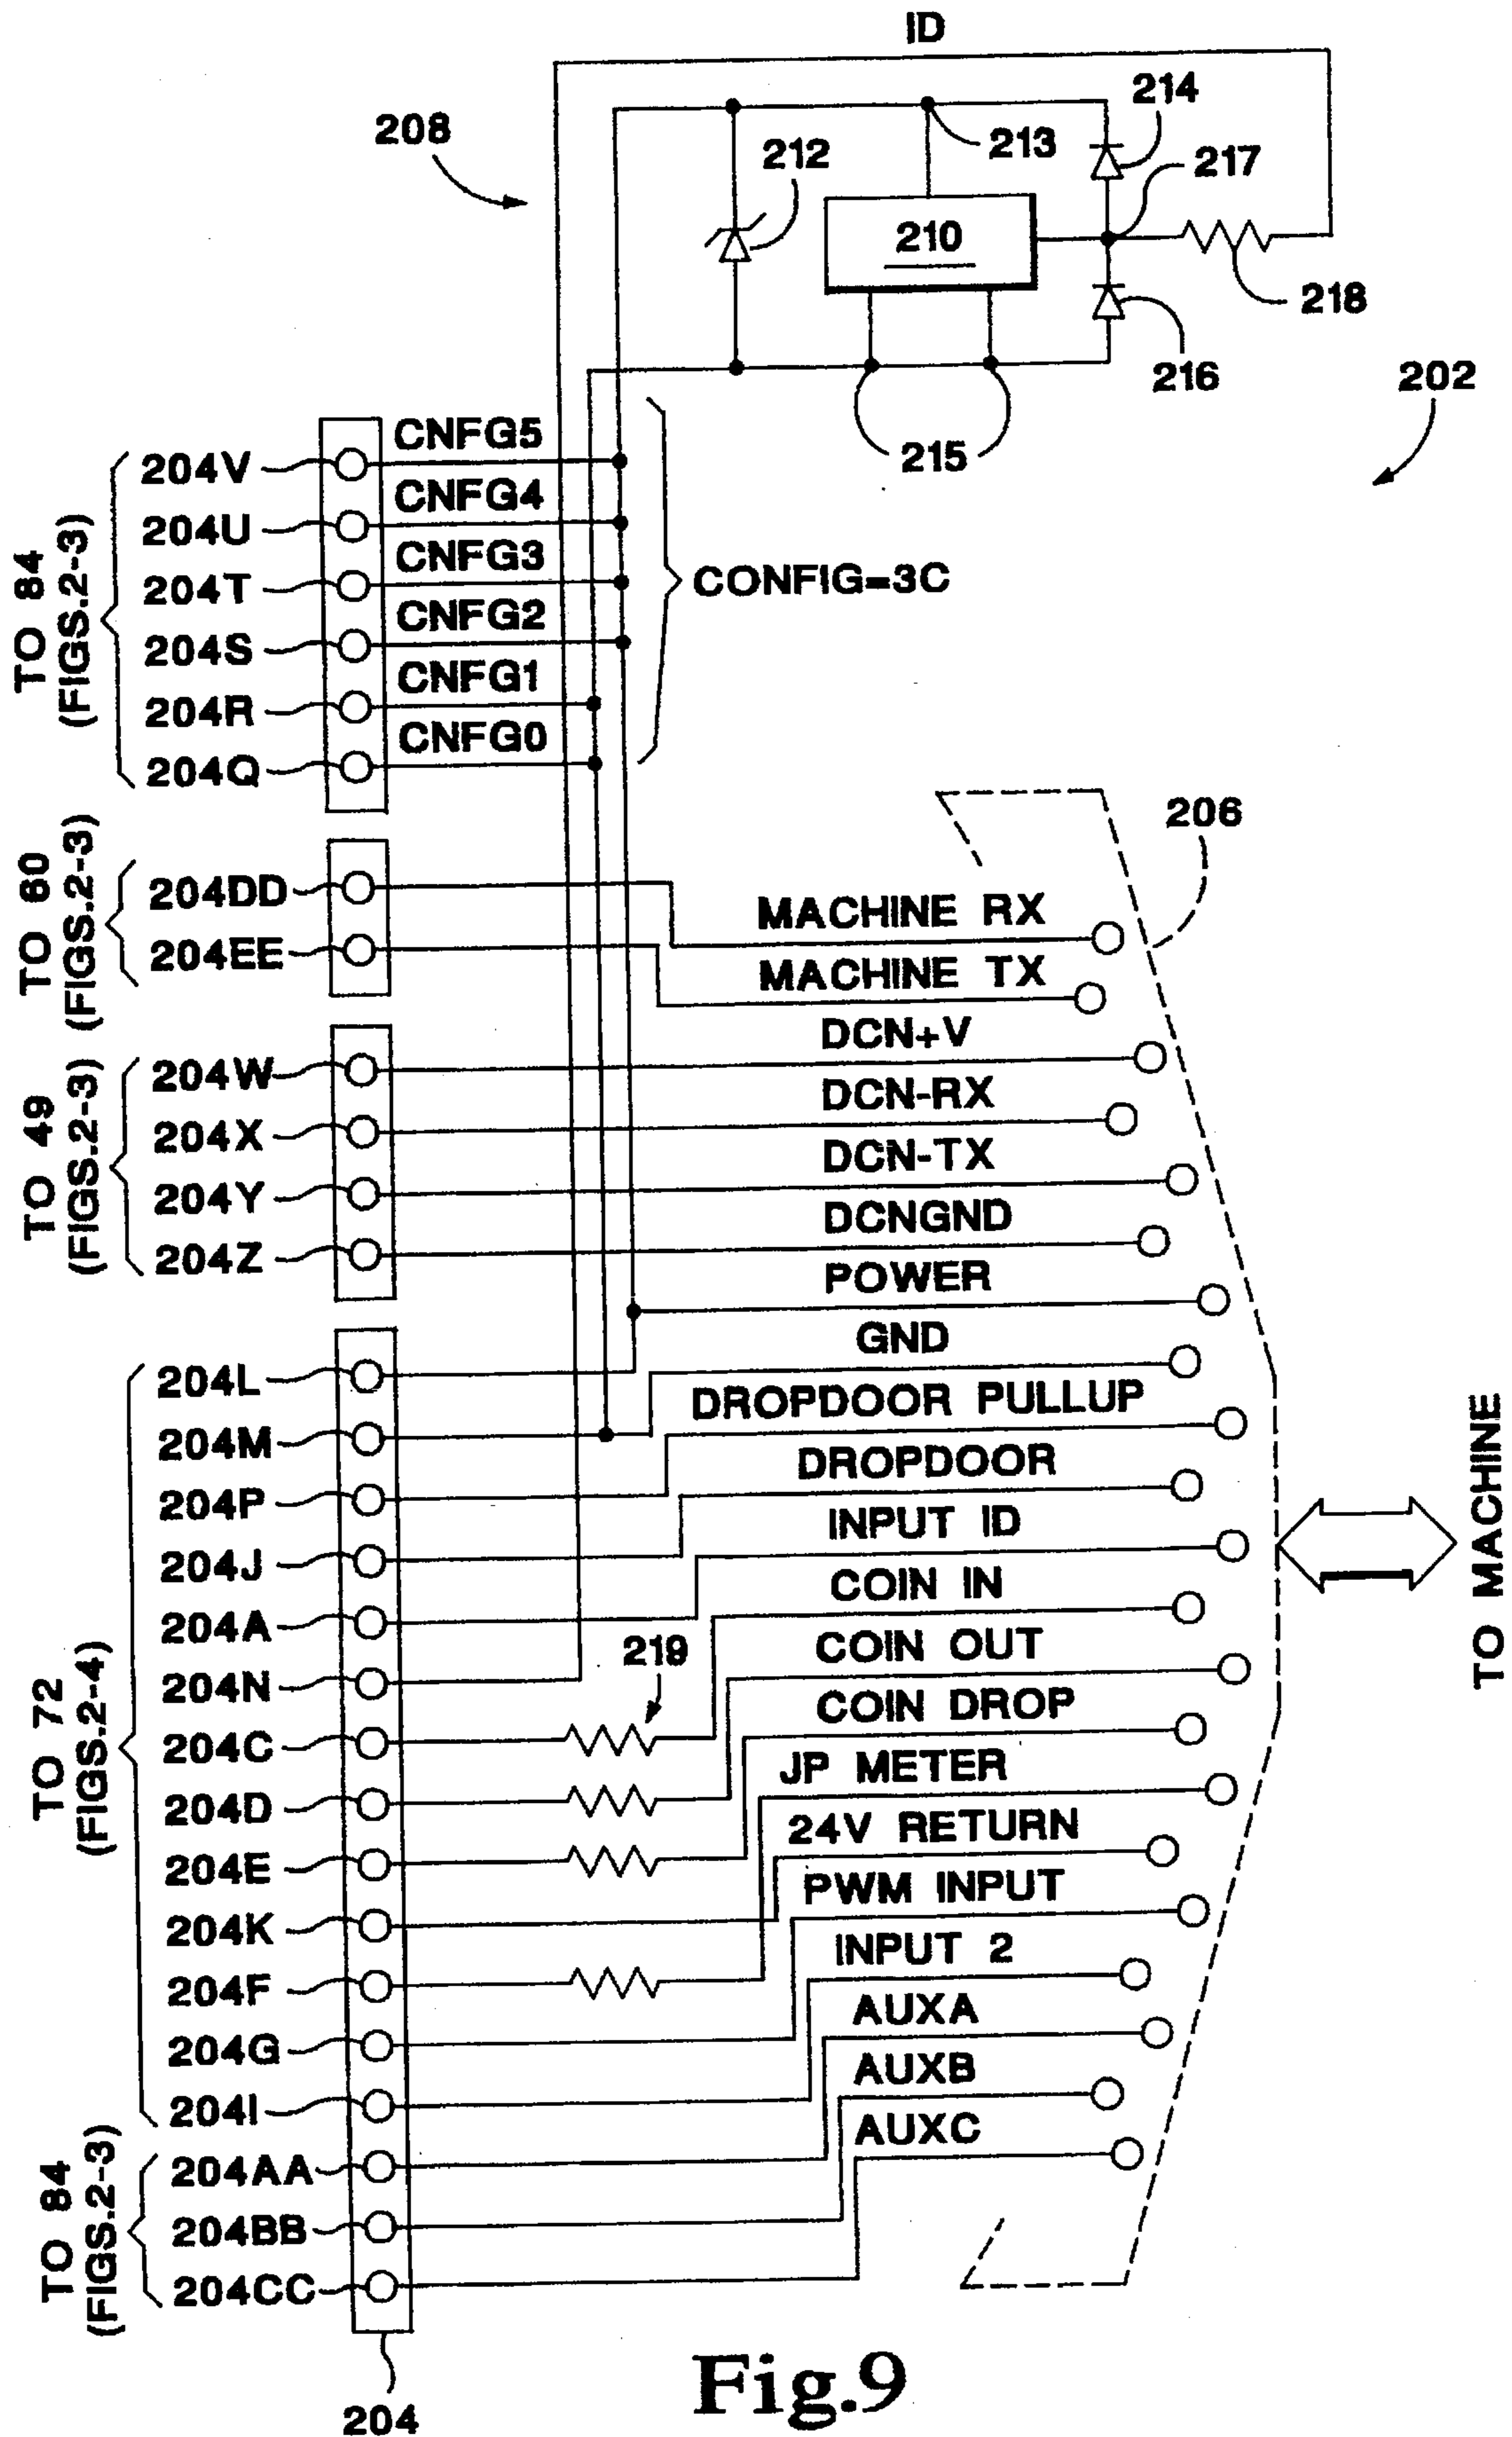 ID
208
212
213
214
217
210
218
216
202
215
CNFG5
204V
CNFG4
204U
CNFG3
204T
CNFG2
204S
CNFG1
204R
CNFG0
204Q
TO 84
(FIGS.2-3)
CONFIG=3C
206
TO 60
(FIGS.2-3)
204DD
204EE
MACHINE RX
MACHINE TX
TO 49
(FIGS.2-3)
204W
204X
204Y
204Z
DCN+V
DCN-RX
DCN-TX
DCNGND
POWER
GND
DROPDOOR PULLUP
DROPDOOR
INPUT ID
COIN IN
COIN OUT
COIN DROP
JP METER
24V RETURN
PWM INPUT
INPUT 2
AUXA
AUXB
AUXC
TO MACHINE
TO 72
(FIGS.2-4)
204L
204M
204P
204J
204A
204N
219
204C
204D
204E
204K
204F
204G
204I
TO 84
(FIGS.2-3)
204AA
204BB
204CC
204
Fig.9